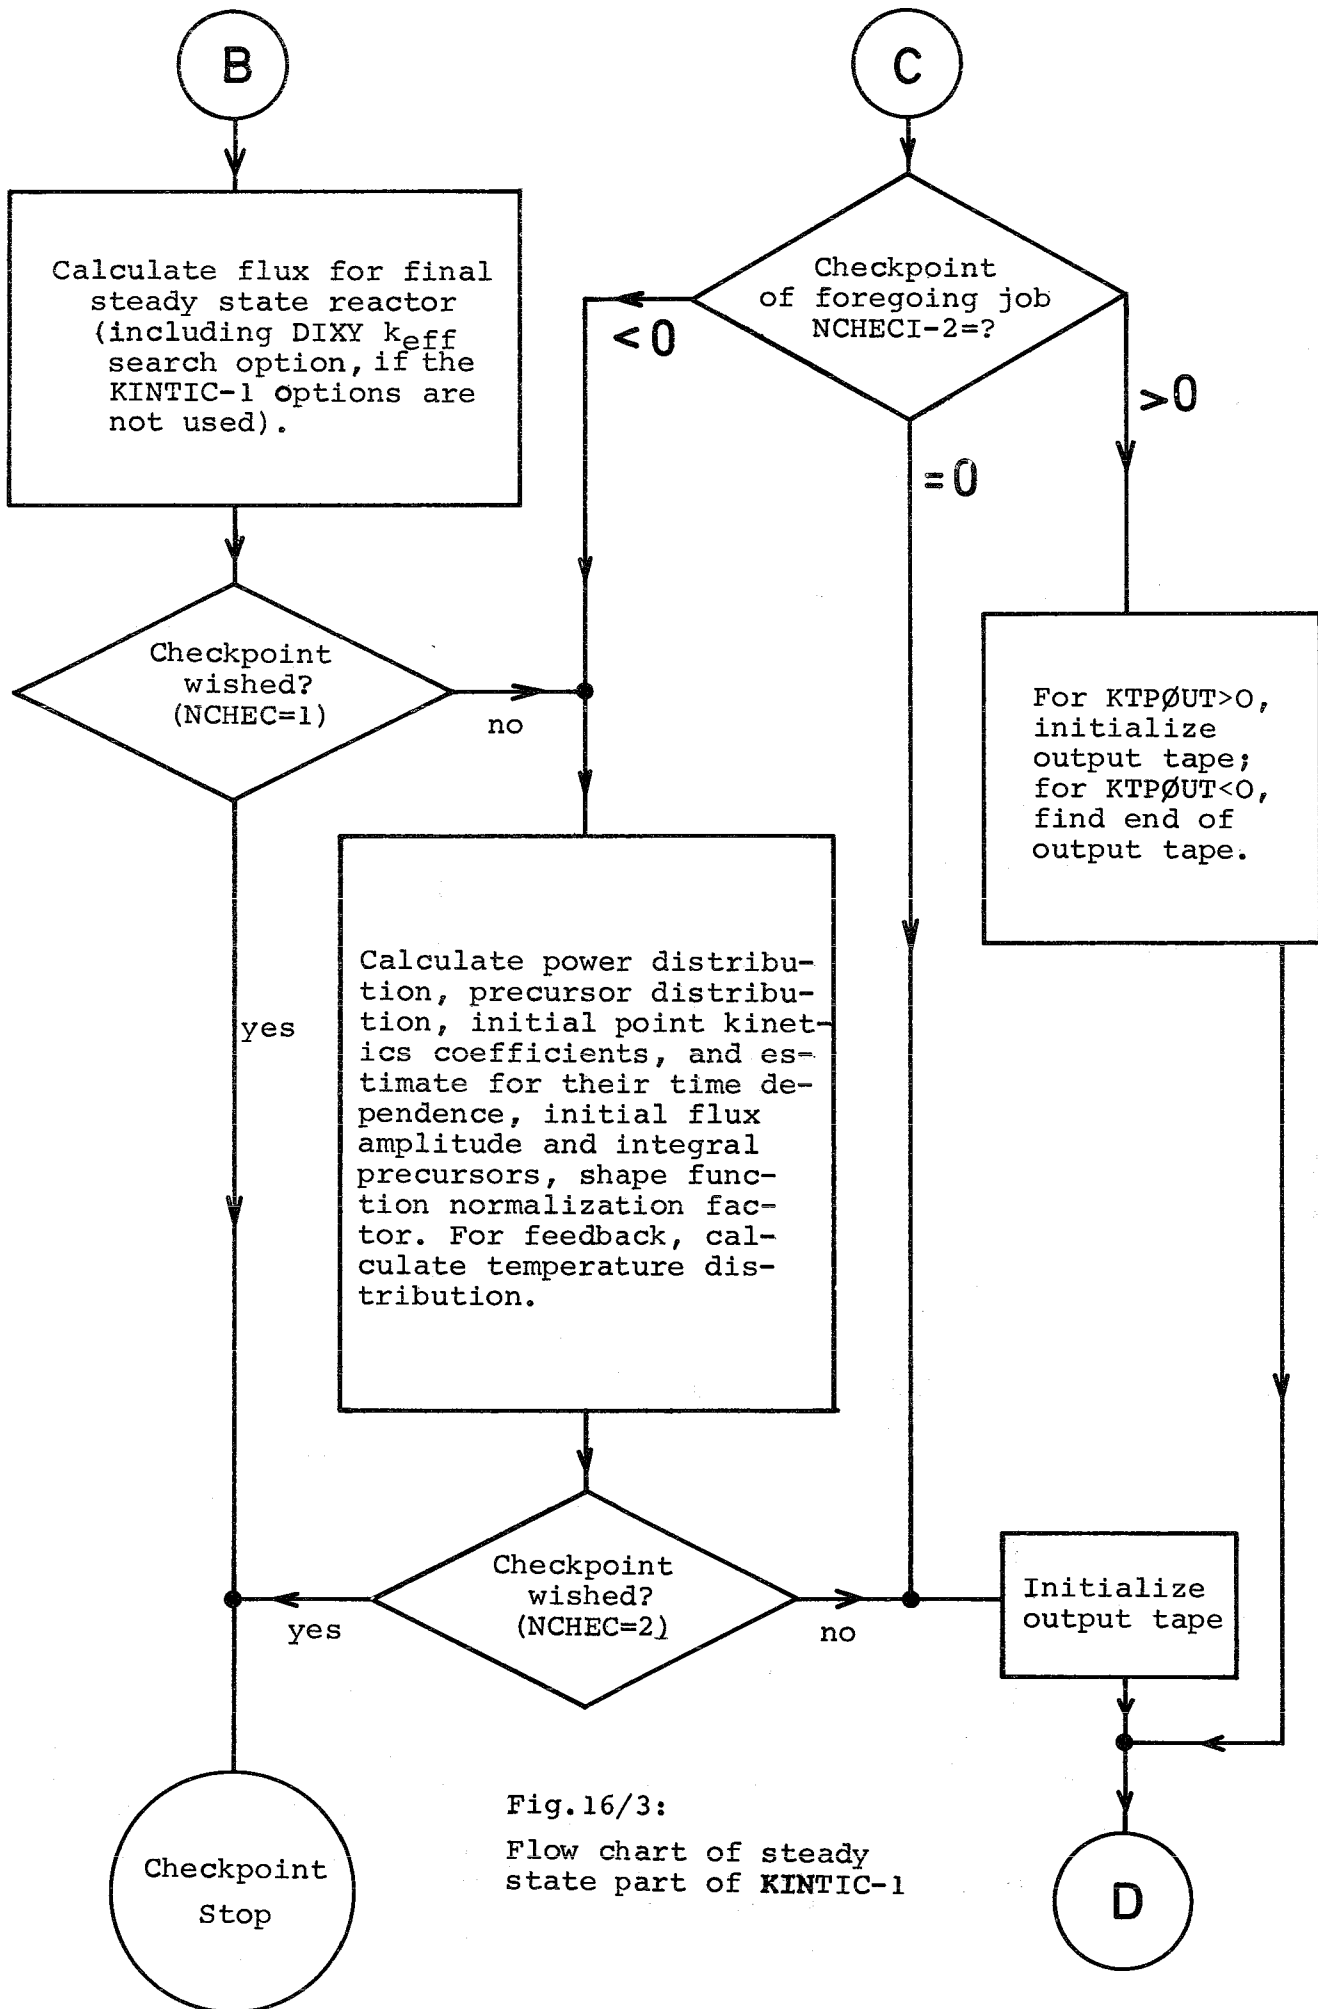 B
C
Calculate flux for final
steady state reactor
(including DIXY keff
search option, if the
KINTIC-1 options are
not used).
Checkpoint
of foregoing job
NCHECI-2=?
<0
=0
>0
Checkpoint
wished?
(NCHEC=1)
no
yes
For KTPØUT>O,
initialize
output tape;
for KTPØUT<O,
find end of
output tape.
Calculate power distribu-
tion, precursor distribu-
tion, initial point kinet-
ics coefficients, and es-
timate for their time de-
pendence, initial flux
amplitude and integral
precursors, shape func-
tion normalization fac-
tor. For feedback, cal-
culate temperature dis-
tribution.
Checkpoint
wished?
(NCHEC=2)
yes
no
Initialize
output tape
Checkpoint
Stop
D
Fig.16/3:
Flow chart of steady
state part of KINTIC-1